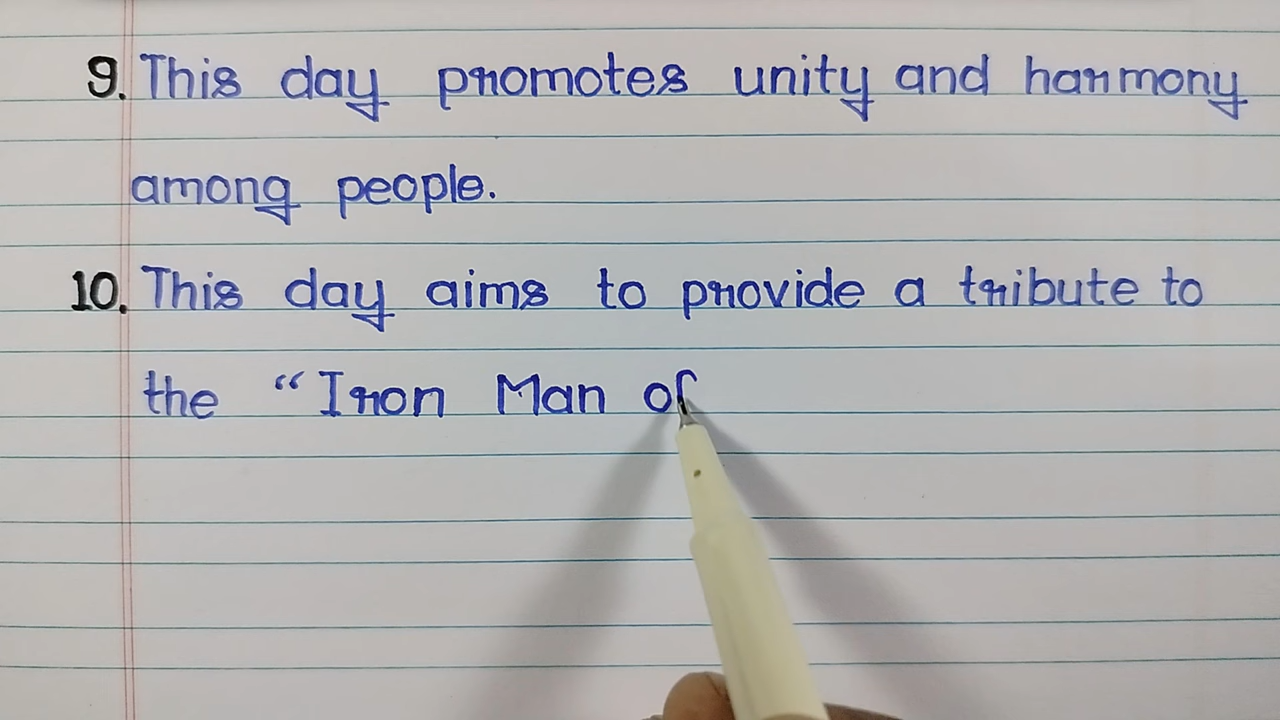 9. This day promotes unity and harmony
among people.
10. This day aims to provide a tribute to
the “Iron Man of